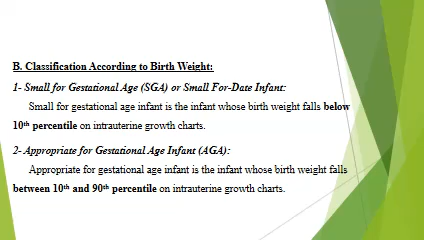 B. Classification According to Birth Weight:
1- Small for Gestational Age (SGA) or Small For-Date Infant:
Small for gestational age infant is the infant whose birth weight falls below
10th percentile on intrauterine growth charts.
2- Appropriate for Gestational Age Infant (AGA):
Appropriate for gestational age infant is the infant whose birth weight falls
between 10th and 90th percentile on intrauterine growth charts.